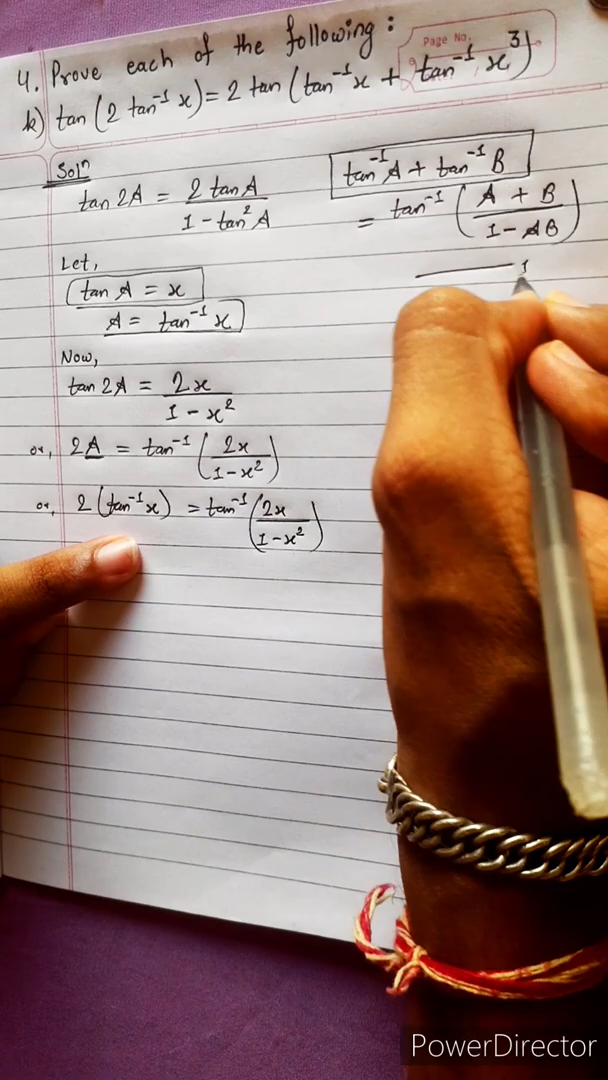 4. Prove each of the following:
Page No.
k) tan (2 tan⁻¹ x) = 2 tan (tan⁻¹ x + tan⁻¹ x³)
Solⁿ
tan 2A = 2 tanA / 1 - tan² A
Let,
tan A = x
A = tan⁻¹ x
Now,
tan 2A = 2x / 1 - x²
or, 2A = tan⁻¹ (2x / 1-x²)
or, 2 (tan⁻¹ x) = tan⁻¹ (2x / 1-x²)
tan⁻¹ A + tan⁻¹ B
= tan⁻¹ (A + B / 1 - AB)
1
PowerDirector